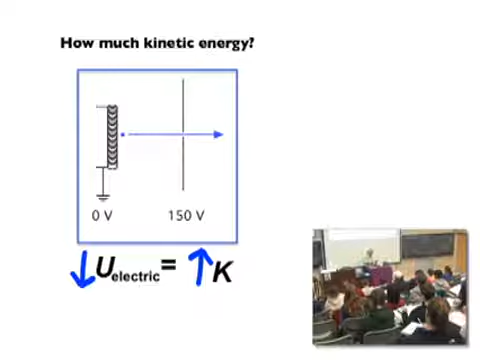 How much kinetic energy?
0 V 150 V
↓U electric = ↑K